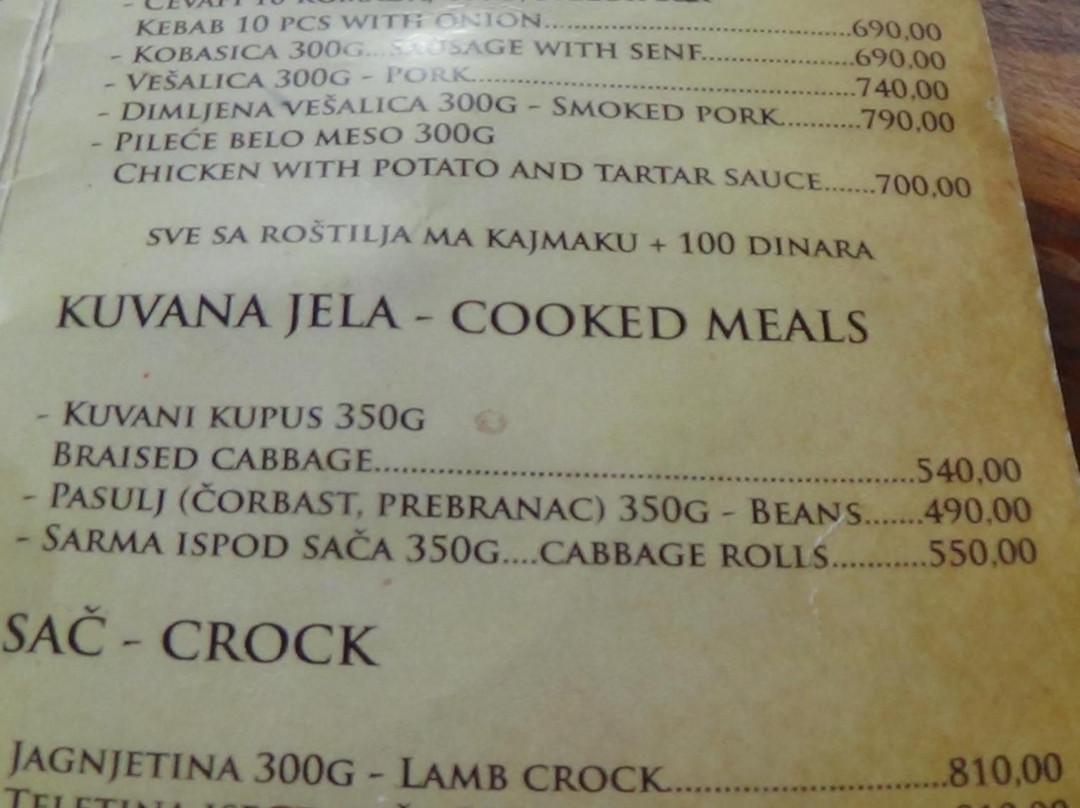 - Ćevapi 10
KEBAB 10 PCS WITH ONION...........................................690,00
- KOBASICA 300G...SAUSAGE WITH SENF.....................690,00
- VEŠALICA 300G - PORK......................................................740,00
- DIMLJENA VEŠALICA 300G - SMOKED PORK...........790,00
- PILEĆE BELO MESO 300G
CHICKEN WITH POTATO AND TARTAR SAUCE.......700,00
SVE SA ROŠTILJA MA KAJMAKU + 100 DINARA
KUVANA JELA - COOKED MEALS
- KUVANI KUPUS 350G
BRAISED CABBAGE..............................................................540,00
- PASULJ (ČORBAST, PREBRANAC) 350G - BEANS.......490,00
- SARMA ISPOD SAČA 350G....CABBAGE ROLLS...........550,00
SAČ - CROCK
JAGNJETINA 300G - LAMB CROCK..............................810,00
TELETINA